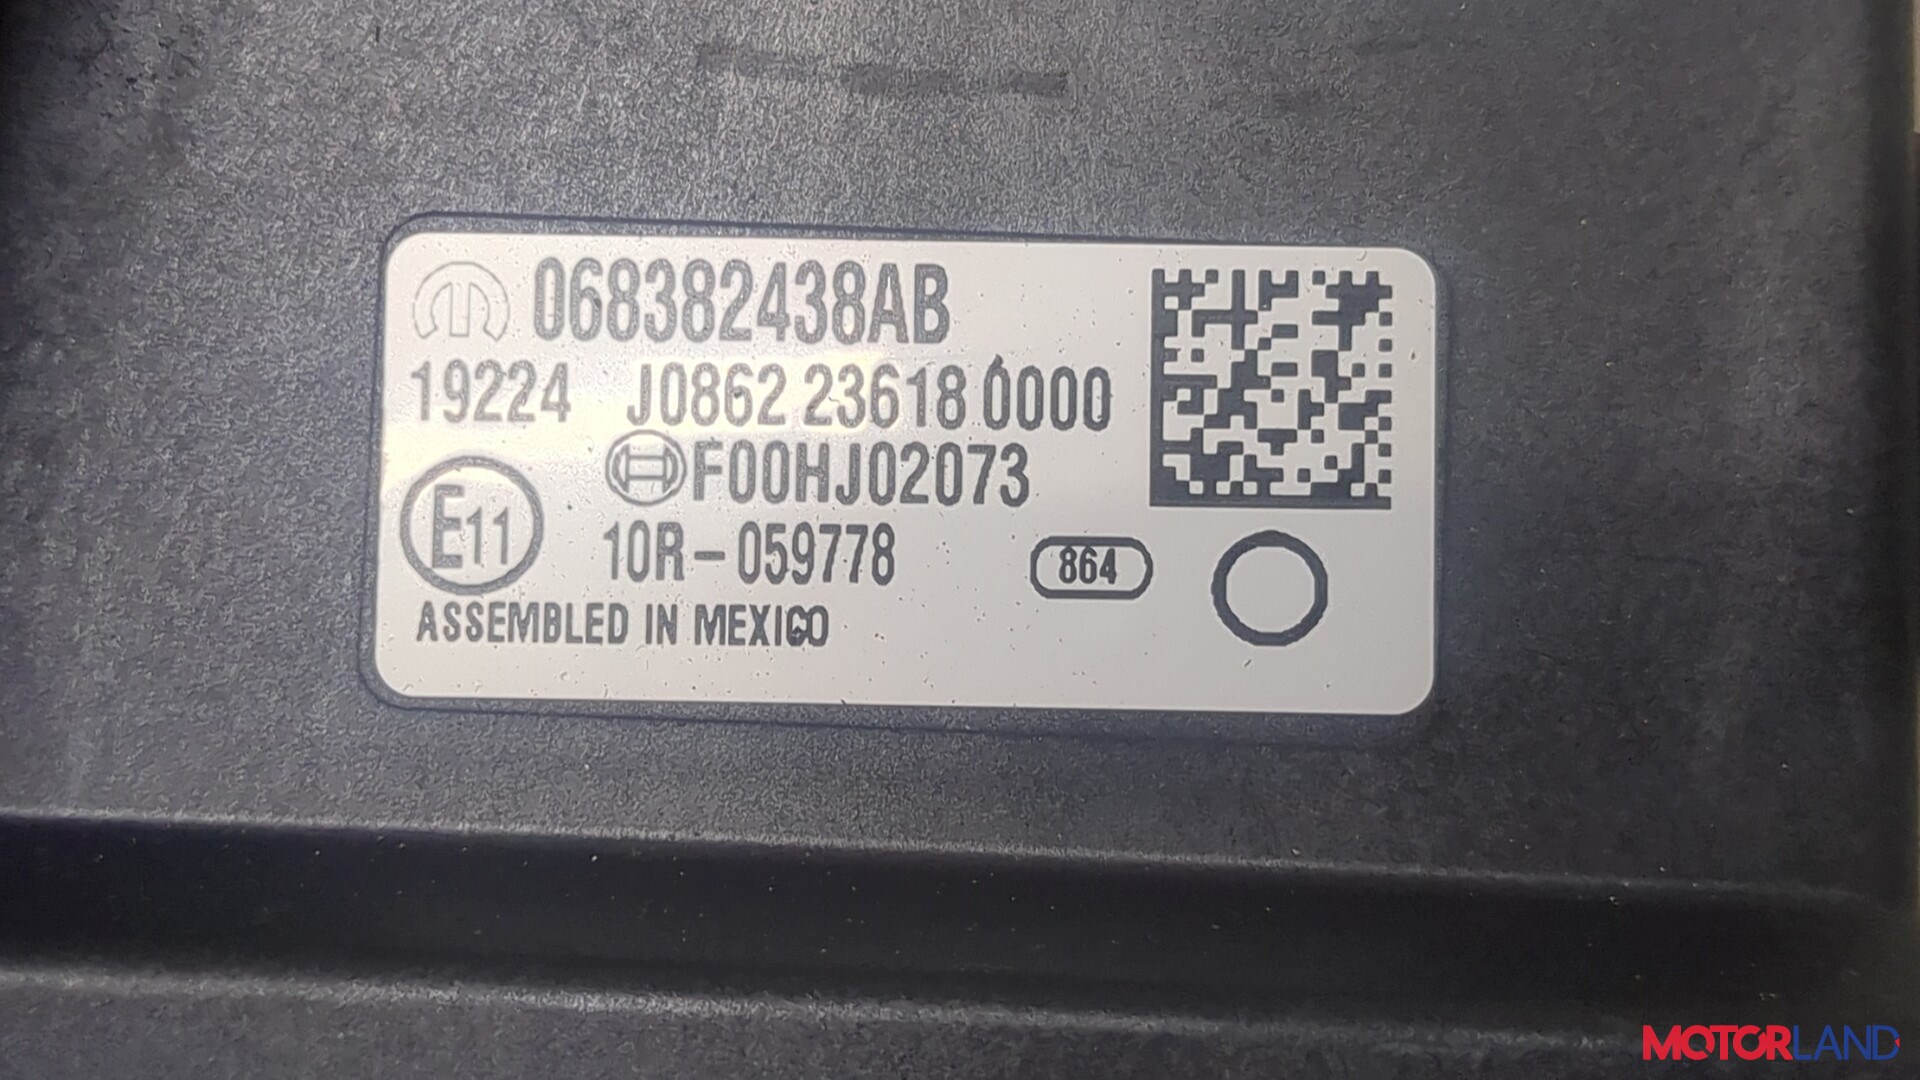 068382438AB
19224 J0862 23618 0000
F00HJ02073
E11 10R-059778 864
ASSEMBLED IN MEXICO
MOTORLAND